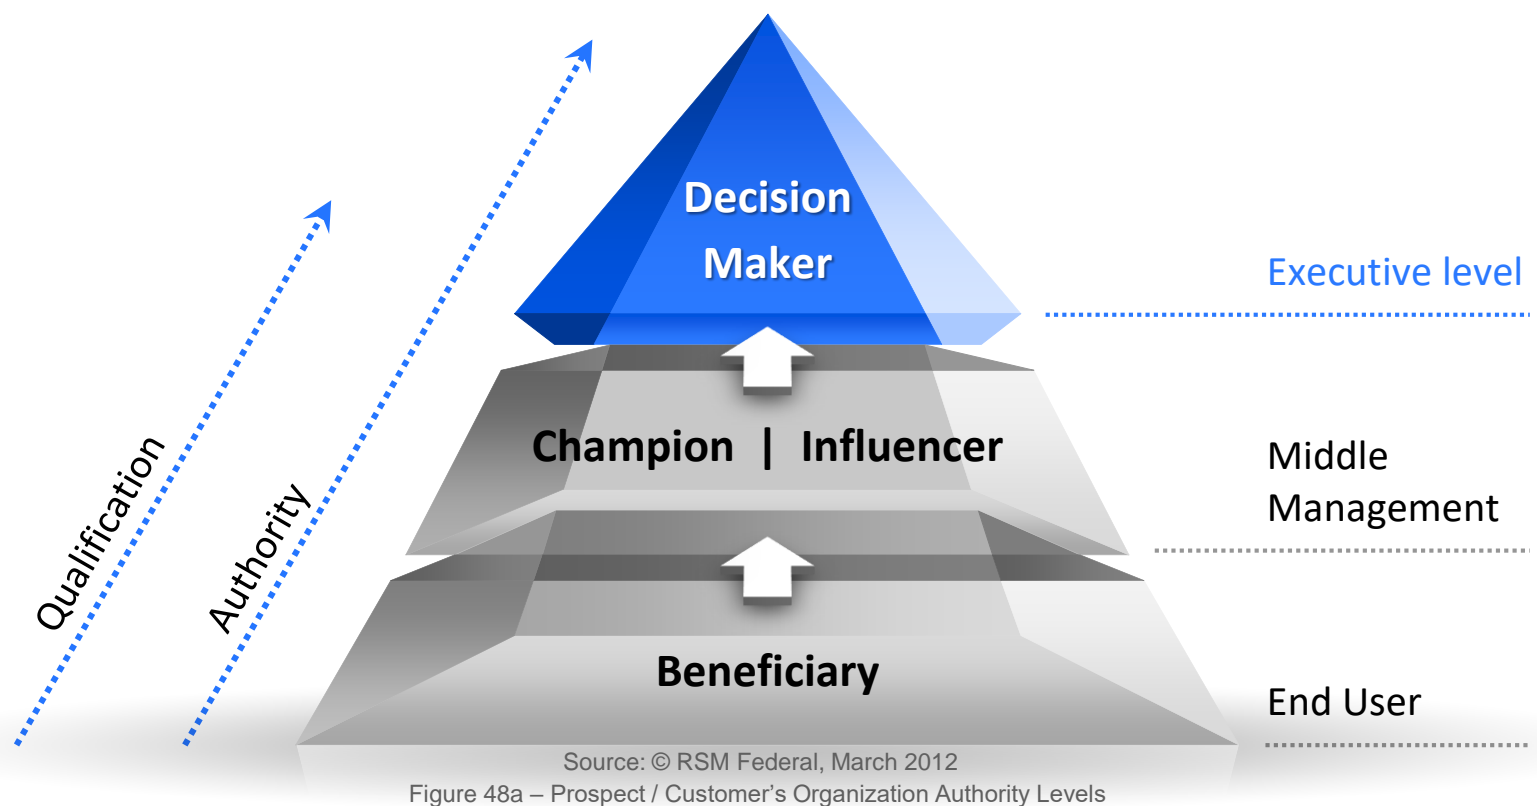 Decision
Maker
Executive level
Champion | Influencer
Middle
Management
Qualification
Authority
Beneficiary
End User
Source: © RSM Federal, March 2012
Figure 48a – Prospect / Customer's Organization Authority Levels